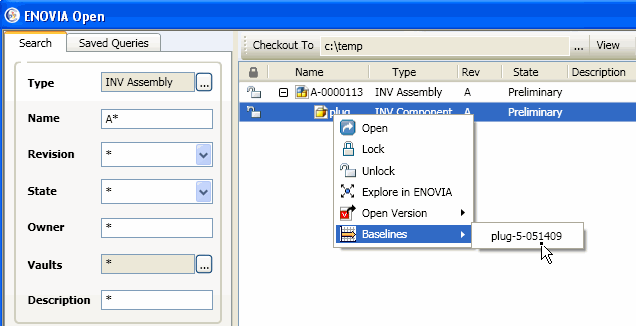 ENOVIA Open
Search Saved Queries
Checkout To c:\temp ... View
Type INV Assembly ...
Name A*
Revision *
State *
Owner *
Vaults * ...
Description *
Name Type Rev State Description
A-0000113 INV Assembly A Preliminary
plug INV Component A Preliminary
Open
Lock
Unlock
Explore in ENOVIA
Open Version
Baselines
plug-5-051409